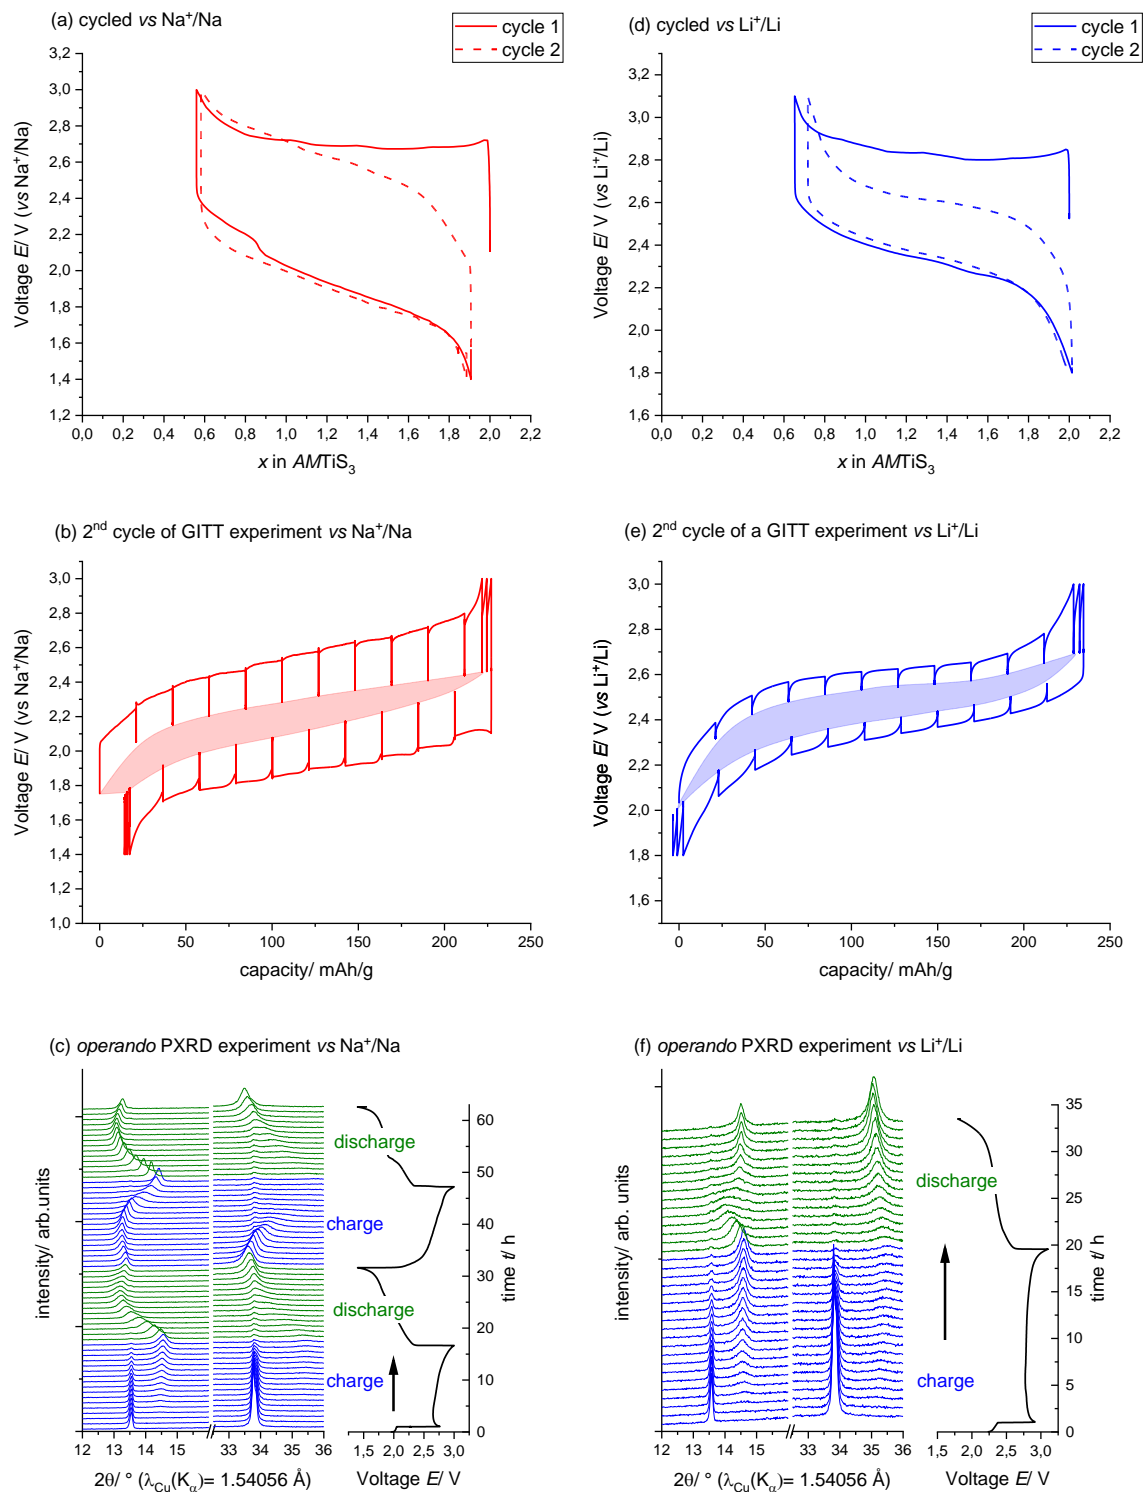 (a) cycled vs Na⁺/Na
cycle 1
cycle 2
3,2
3,0
2,8
2,6
2,4
2,2
2,0
1,8
1,6
1,4
1,2
Voltage E/ V (vs Na⁺/Na)
0,0 0,2 0,4 0,6 0,8 1,0 1,2 1,4 1,6 1,8 2,0 2,2
x in AMTiS₃
(d) cycled vs Li⁺/Li
cycle 1
cycle 2
3,2
3,0
2,8
2,6
2,4
2,2
2,0
1,8
1,6
Voltage E/ V (vs Li⁺/Li)
0,0 0,2 0,4 0,6 0,8 1,0 1,2 1,4 1,6 1,8 2,0 2,2
x in AMTiS₃
(b) 2ⁿᵈ cycle of GITT experiment vs Na⁺/Na
3,0
2,8
2,6
2,4
2,2
2,0
1,8
1,6
1,4
1,2
1,0
Voltage E/ V (vs Na⁺/Na)
0 50 100 150 200 250
capacity/ mAh/g
(e) 2ⁿᵈ cycle of a GITT experiment vs Li⁺/Li
3,0
2,8
2,6
2,4
2,2
2,0
1,8
1,6
1,5
Voltage E/ V (vs Li⁺/Li)
0 50 100 150 200 250
capacity/ mAh/g
(c) operando PXRD experiment vs Na⁺/Na
intensity/ arb.units
discharge
charge
discharge
charge
60
50
40
30
20
10
0
time t/ h
12 13 14 15 33 34 35 36
1,5 2,0 2,5 3,0
2θ/ ° (λCu(Kα)= 1.54056 Å)
Voltage E/ V
(f) operando PXRD experiment vs Li⁺/Li
intensity/ arb. units
discharge
charge
35
30
25
20
15
10
5
0
time t/ h
12 13 14 15 33 34 35 36
1,5 2,0 2,5 3,0
2θ/ ° (λCu(Kα)= 1.54056 Å)
Voltage E/ V